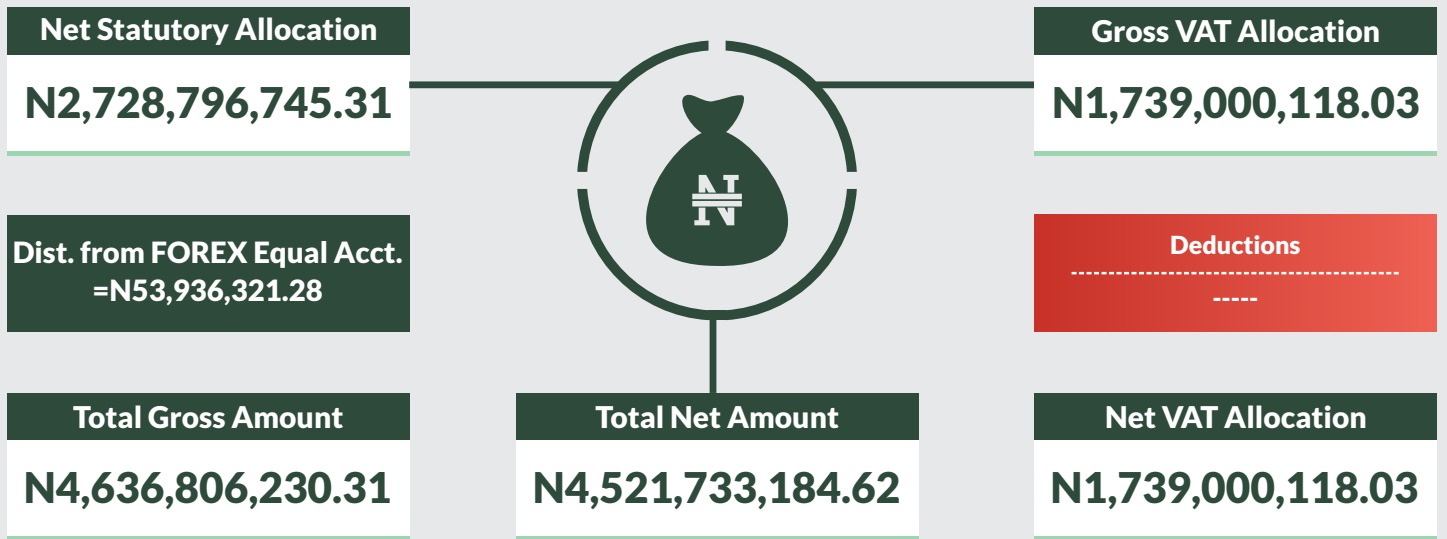 Net Statutory Allocation
N2,728,796,745.31
Gross VAT Allocation
N1,739,000,118.03
₦
Dist. from FOREX Equal Acct.
=N53,936,321.28
Deductions
--------------------------------------------
-----
Total Gross Amount
N4,636,806,230.31
Total Net Amount
N4,521,733,184.62
Net VAT Allocation
N1,739,000,118.03